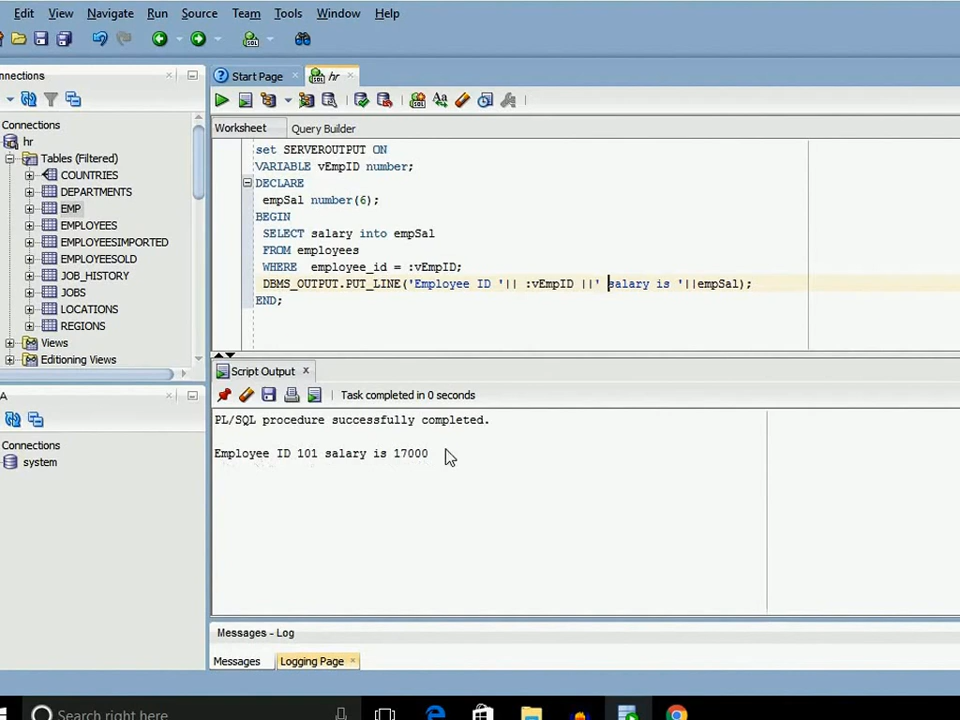 Edit View Navigate Run Source Team Tools Window Help
nnections
Start Page
hr
Worksheet
Query Builder
Connections
hr
Tables (Filtered)
COUNTRIES
DEPARTMENTS
EMP
EMPLOYEES
EMPLOYEESIMPORTED
EMPLOYEESOLD
JOB_HISTORY
JOBS
LOCATIONS
REGIONS
Views
Editioning Views
set SERVEROUTPUT ON
VARIABLE vEmpID number;
DECLARE
empSal number(6);
BEGIN
SELECT salary into empSal
FROM employees
WHERE employee_id = :vEmpID;
DBMS_OUTPUT.PUT_LINE('Employee ID '|| :vEmpID ||' salary is '||empSal);
END;
A
Connections
system
Script Output
Task completed in 0 seconds
PL/SQL procedure successfully completed.
Employee ID 101 salary is 17000
Messages - Log
Messages
Logging Page
Search right here